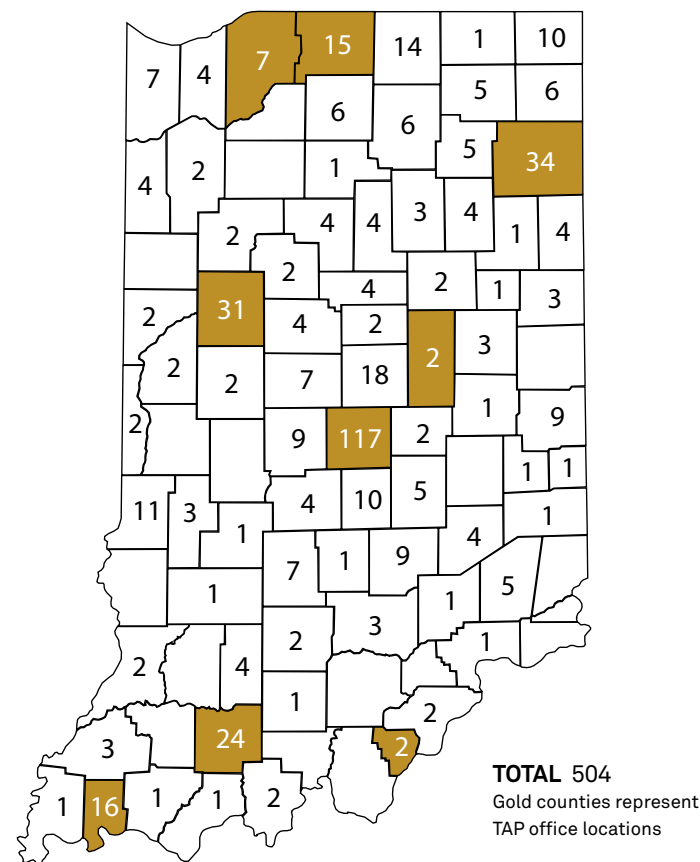 7 4 7 15 14 1 10
5 6
6 6
5 34
4 2 1
2 4 4 3 4 1 4
2 4 2 1 3
2 31 4 2
2 3
2 2 7 18
2 9 117 2 1 9
1 1
11 3 4 10 5
1 4 1
7 1 9
1 1 5
2 3
2 4 1
1 2
3 24 2
1 16 1 1 2
TOTAL 504
Gold counties represent
TAP office locations